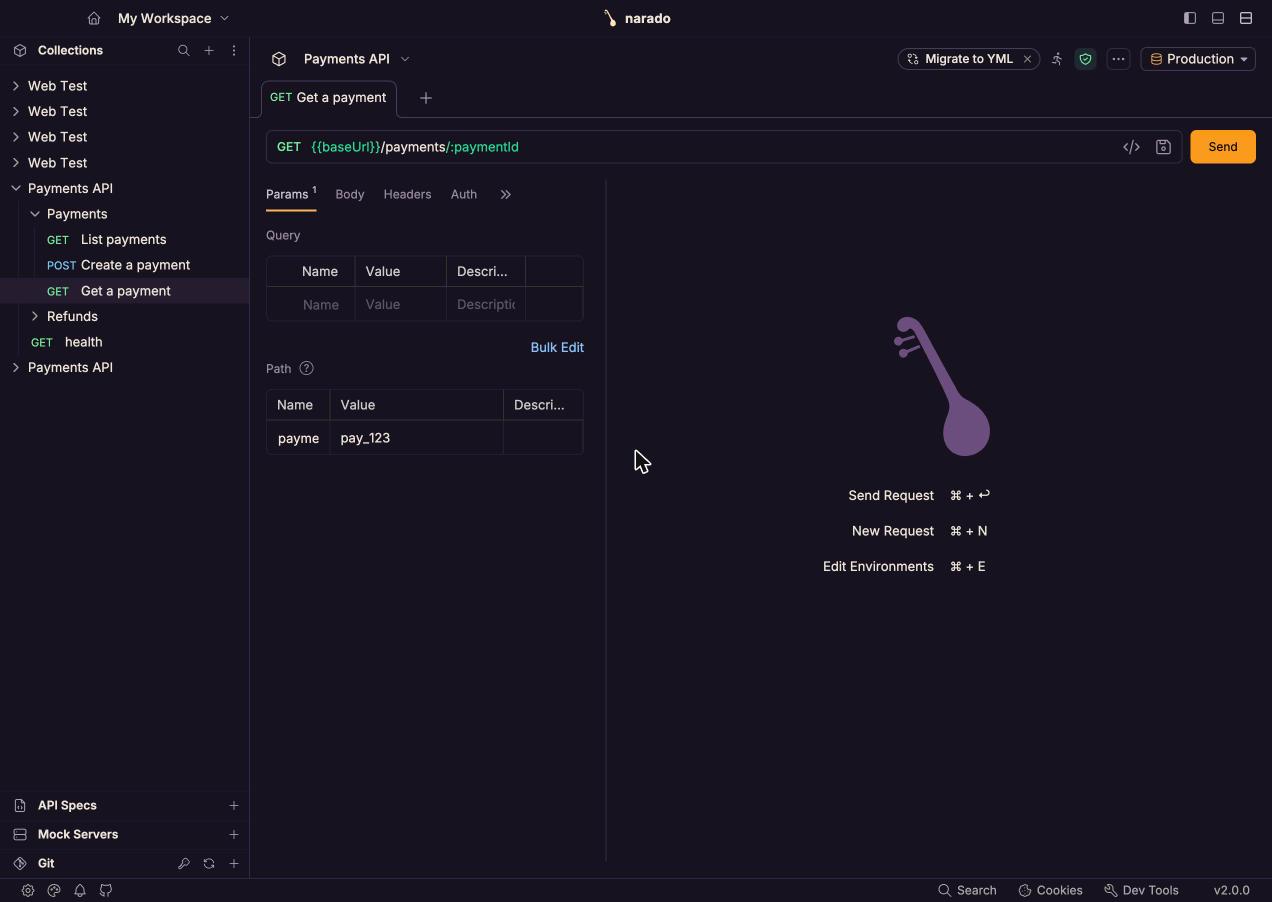 My Workspace
narado
Collections
Web Test
Web Test
Web Test
Web Test
Payments API
Payments
GET List payments
POST Create a payment
GET Get a payment
Refunds
GET health
Payments API
API Specs
Mock Servers
Git
Payments API
Migrate to YML
Production
GET Get a payment
GET {{baseUrl}}/payments/:paymentId
Send
Params 1 Body Headers Auth
Query
Name Value Descri...
Name Value Descriptic
Bulk Edit
Path ?
Name Value Descri...
payme pay_123
Send Request ⌘ + ↩
New Request ⌘ + N
Edit Environments ⌘ + E
Search Cookies Dev Tools v2.0.0